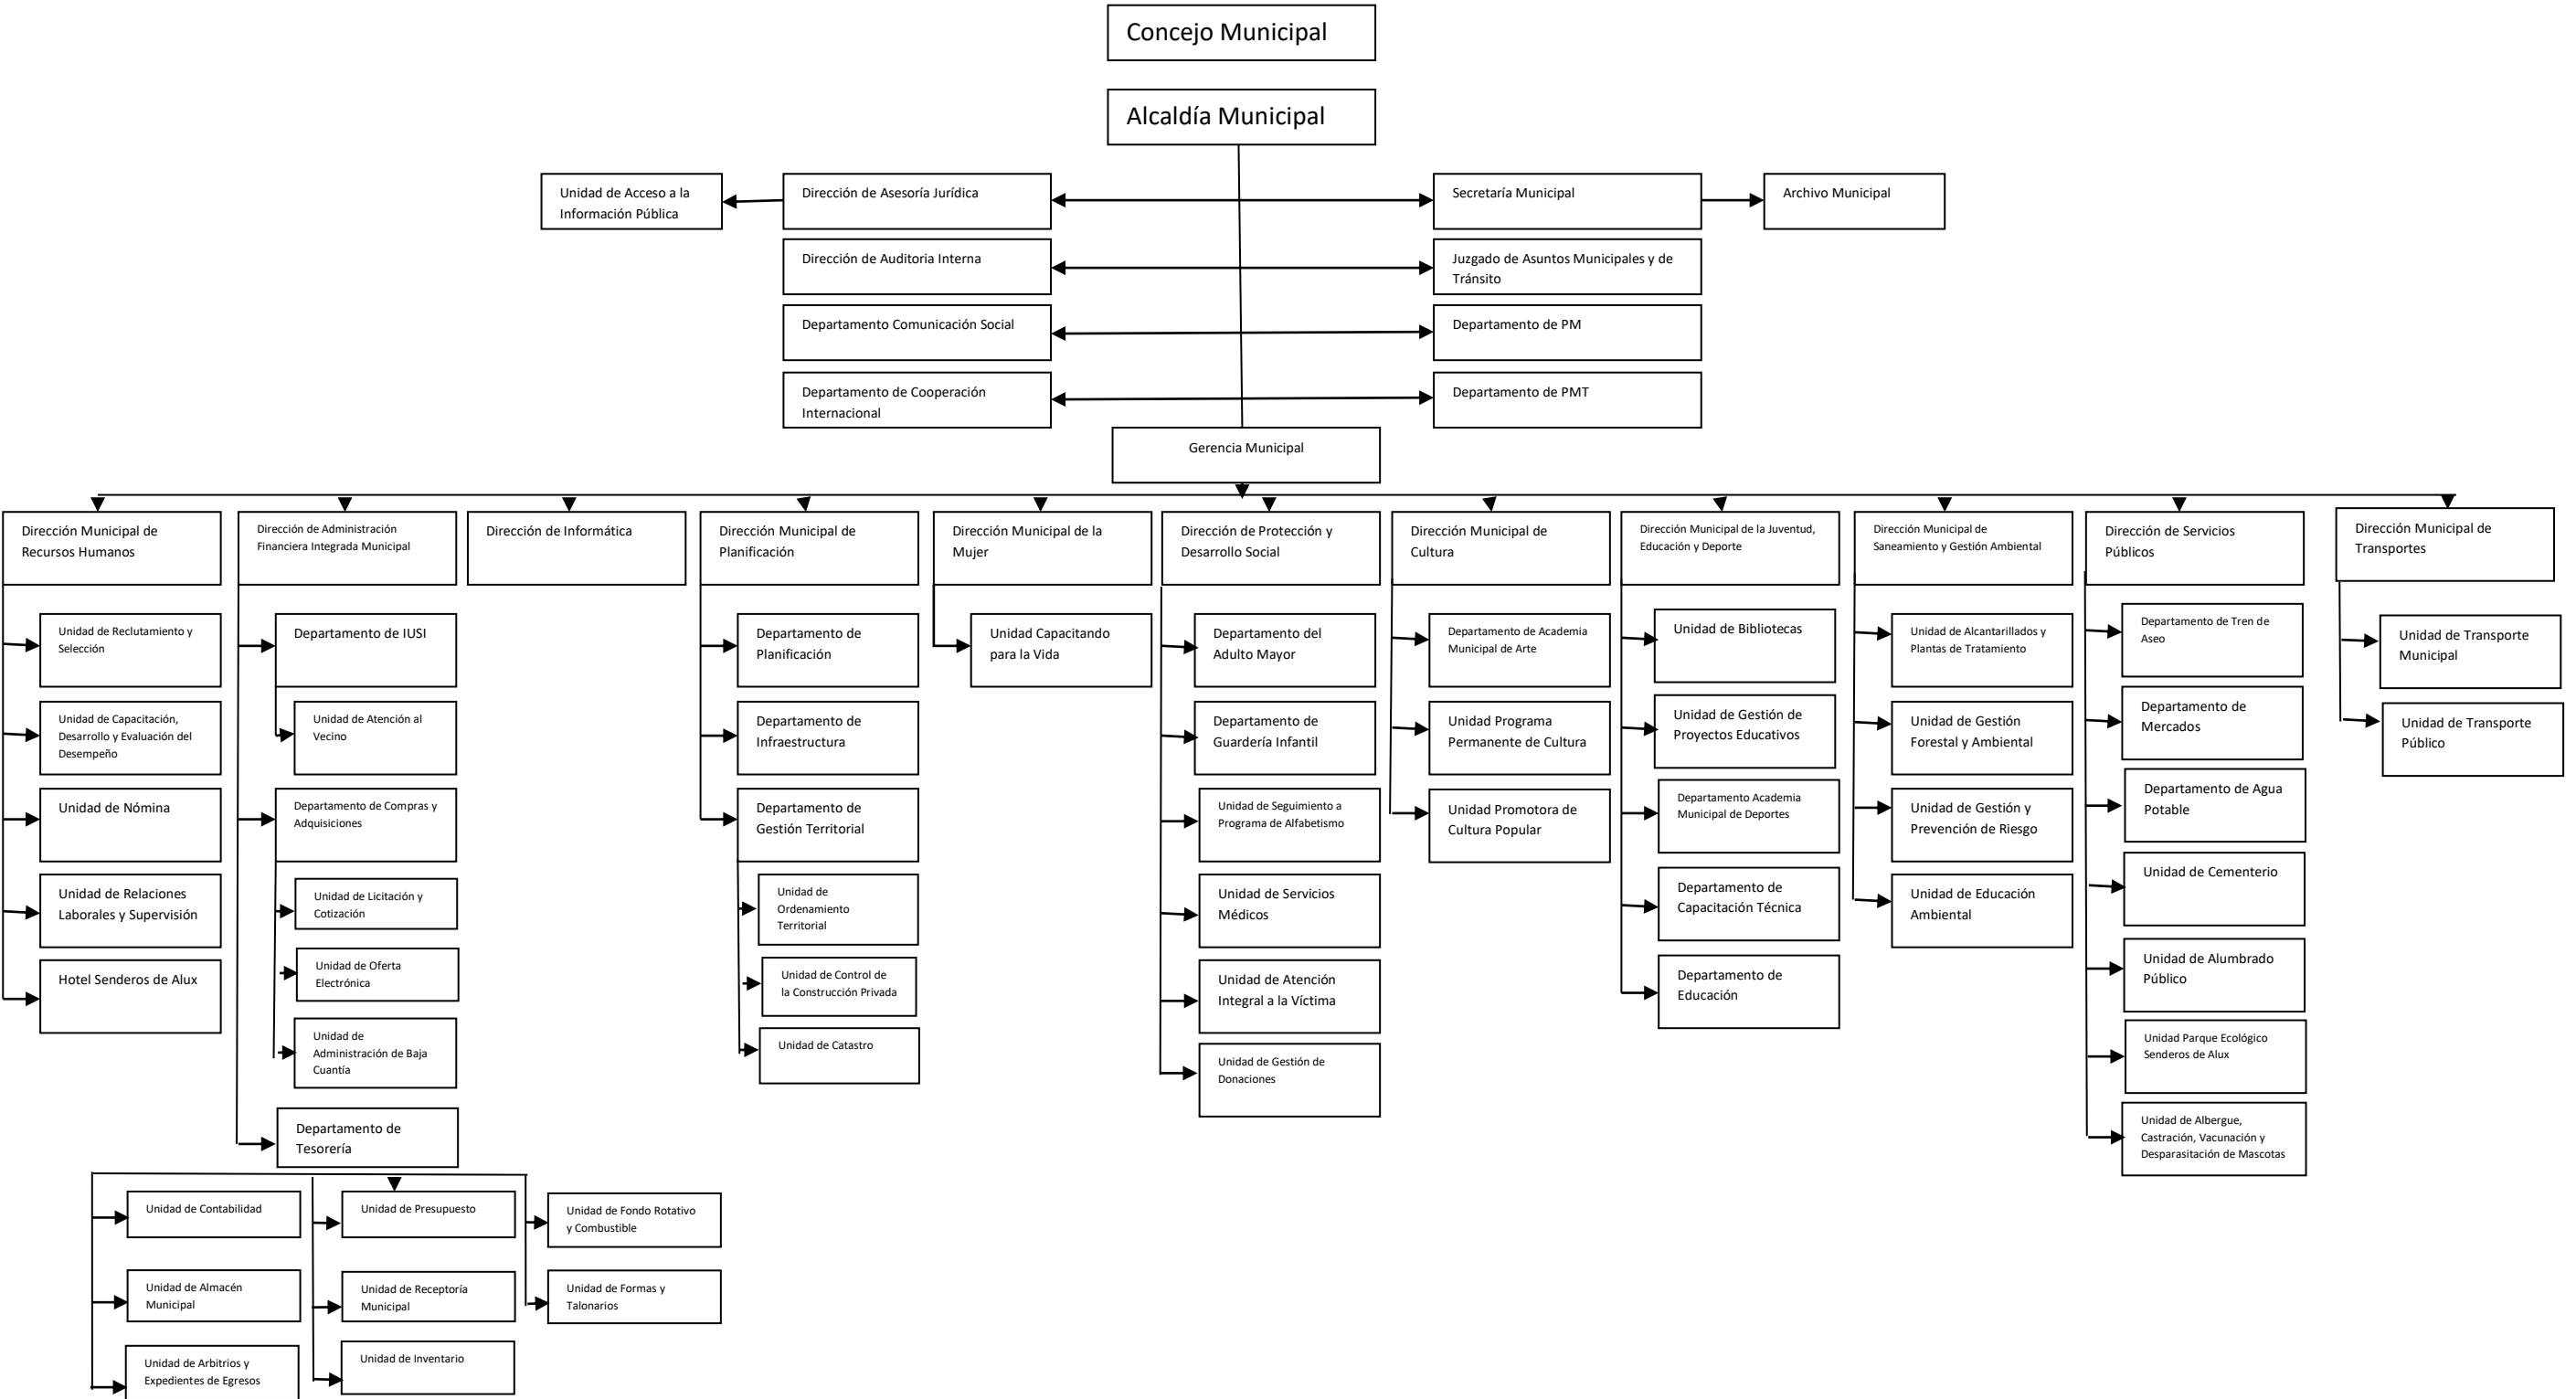 Concejo Municipal
Alcaldía Municipal
Unidad de Acceso a la
Información Pública
Dirección de Asesoría Jurídica
Secretaría Municipal
Archivo Municipal
Dirección de Auditoria Interna
Juzgado de Asuntos Municipales y de
Tránsito
Departamento Comunicación Social
Departamento de PM
Departamento de Cooperación
Internacional
Departamento de PMT
Gerencia Municipal
Dirección Municipal de
Recursos Humanos
Dirección de Administración
Financiera Integrada Municipal
Dirección de Informática
Dirección Municipal de
Planificación
Dirección Municipal de la
Mujer
Dirección de Protección y
Desarrollo Social
Dirección Municipal de
Cultura
Dirección Municipal de la Juventud,
Educación y Deporte
Dirección Municipal de
Saneamiento y Gestión Ambiental
Dirección de Servicios
Públicos
Dirección Municipal de
Transportes
Unidad de Reclutamiento y
Selección
Unidad de Capacitación,
Desarrollo y Evaluación del
Desempeño
Unidad de Nómina
Unidad de Relaciones
Laborales y Supervisión
Hotel Senderos de Alux
Departamento de IUSI
Unidad de Atención al
Vecino
Departamento de Compras y
Adquisiciones
Unidad de Licitación y
Cotización
Unidad de Oferta
Electrónica
Unidad de
Administración de Baja
Cuantía
Departamento de
Tesorería
Departamento de
Planificación
Departamento de
Infraestructura
Departamento de
Gestión Territorial
Unidad de
Ordenamiento
Territorial
Unidad de Control de
la Construcción Privada
Unidad de Catastro
Unidad Capacitando
para la Vida
Departamento del
Adulto Mayor
Departamento de
Guardería Infantil
Unidad de Seguimiento a
Programa de Alfabetismo
Unidad de Servicios
Médicos
Unidad de Atención
Integral a la Víctima
Unidad de Gestión de
Donaciones
Departamento de Academia
Municipal de Arte
Unidad Programa
Permanente de Cultura
Unidad Promotora de
Cultura Popular
Unidad de Bibliotecas
Unidad de Gestión de
Proyectos Educativos
Departamento Academia
Municipal de Deportes
Departamento de
Capacitación Técnica
Departamento de
Educación
Unidad de Alcantarillados y
Plantas de Tratamiento
Unidad de Gestión
Forestal y Ambiental
Unidad de Gestión y
Prevención de Riesgo
Unidad de Educación
Ambiental
Departamento de Tren de
Aseo
Departamento de
Mercados
Departamento de Agua
Potable
Unidad de Cementerio
Unidad de Alumbrado
Público
Unidad Parque Ecológico
Senderos de Alux
Unidad de Albergue,
Castración, Vacunación y
Desparasitación de Mascotas
Unidad de Transporte
Municipal
Unidad de Transporte
Público
Unidad de Contabilidad
Unidad de Presupuesto
Unidad de Fondo Rotativo
y Combustible
Unidad de Almacén
Municipal
Unidad de Receptoría
Municipal
Unidad de Formas y
Talonarios
Unidad de Arbitrios y
Expedientes de Egresos
Unidad de Inventario